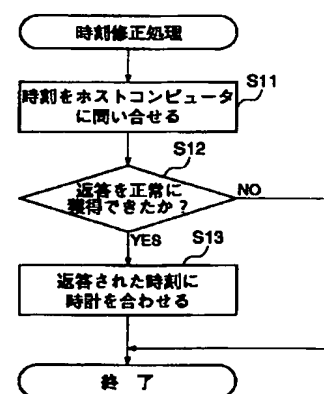 時刻修正処理
S11
時刻をホストコンピュータ
に問い合せる
S12
返答を正常に
獲得できたか？
NO
YES
S13
返答された時刻に
時計を合わせる
終 了